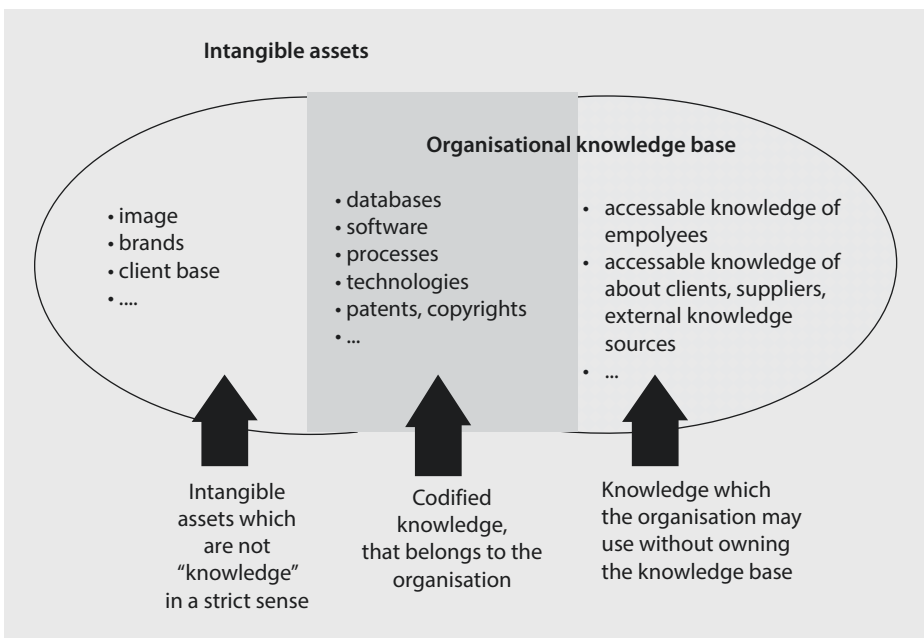 Intangible assets
Organisational knowledge base
• image
• brands
• client base
• ....
• databases
• software
• processes
• technologies
• patents, copyrights
• ...
• accessable knowledge of
empolyees
• accessable knowledge of
about clients, suppliers,
external knowledge
sources
• ...
Intangible
assets which
are not
“knowledge”
in a strict sense
Codified
knowledge,
that belongs to the
organisation
Knowledge which
the organisation may
use without owning
the knowledge base